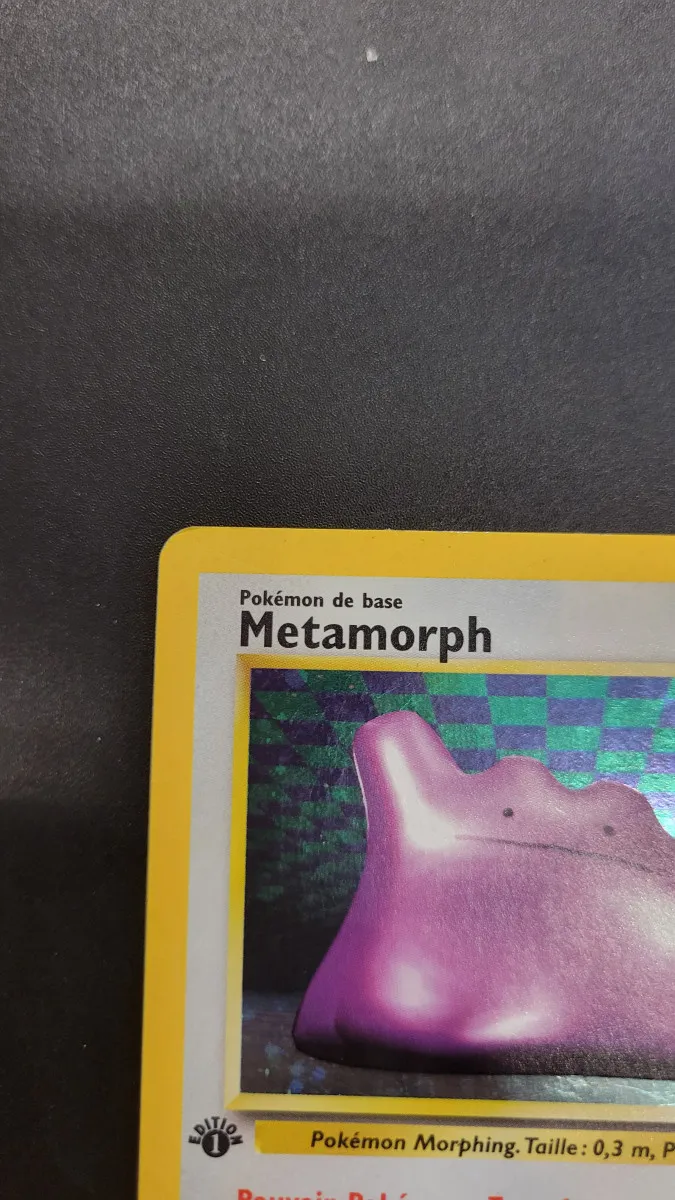 Pokémon de base
Metamorph
EDITION
1
Pokémon Morphing. Taille : 0,3 m, P